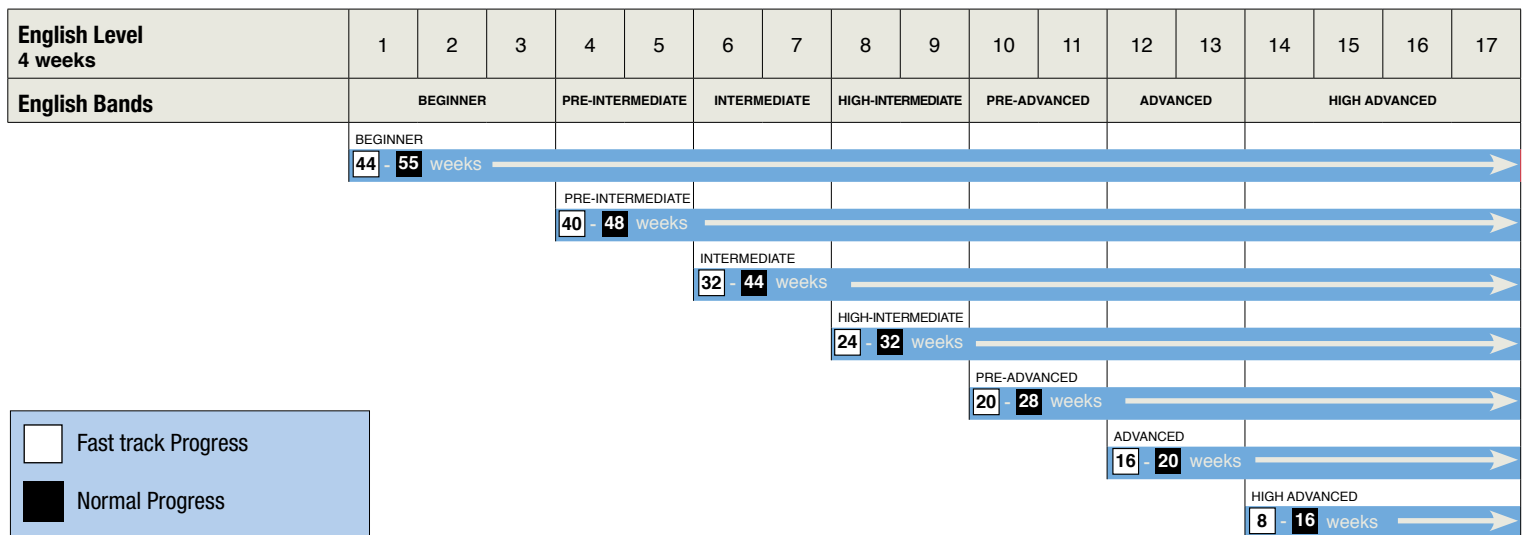 English Level 1 2 3 4 5 6 7 8 9 10 11 12 13 14 15 16 17
4 weeks
English Bands BEGINNER PRE-INTERMEDIATE INTERMEDIATE HIGH-INTERMEDIATE PRE-ADVANCED ADVANCED HIGH ADVANCED
BEGINNER
44 - 55 weeks
PRE-INTERMEDIATE
40 - 48 weeks
INTERMEDIATE
32 - 44 weeks
HIGH-INTERMEDIATE
24 - 32 weeks
PRE-ADVANCED
20 - 28 weeks
ADVANCED
16 - 20 weeks
HIGH ADVANCED
8 - 16 weeks
Fast track Progress
Normal Progress